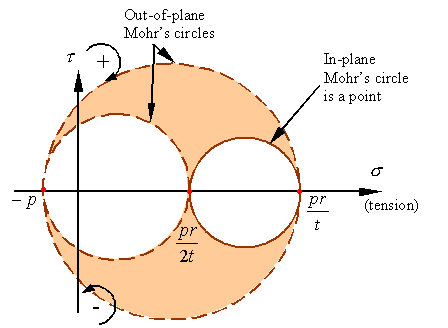 Out-of-plane
Mohr's circles
τ
+
In-plane
Mohr's circle
is a point
σ
(tension)
- p
pr
2t
pr
t
-